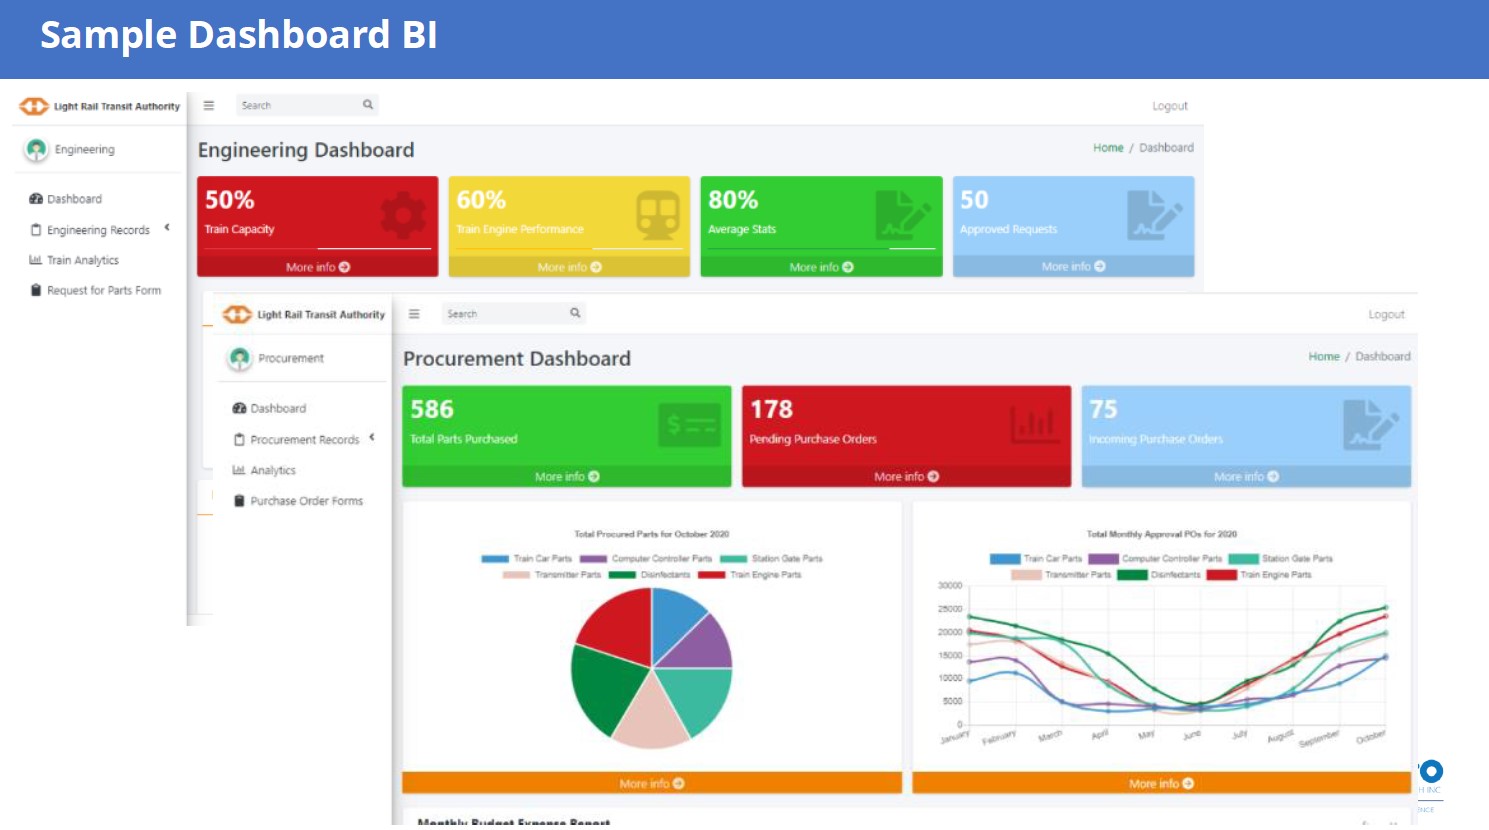 Sample Dashboard BI
Light Rail Transit Authority
Search
Logout
Engineering
Engineering Dashboard
Home / Dashboard
Dashboard
Engineering Records
Train Analytics
Request for Parts Form
50%
Train Capacity
More info
60%
Train Engine Performance
More info
80%
Average Stats
More info
50
Approved Requests
More info
Light Rail Transit Authority
Search
Logout
Procurement
Procurement Dashboard
Home / Dashboard
Dashboard
Procurement Records
Analytics
Purchase Order Forms
586
Total Parts Purchased
More info
178
Pending Purchase Orders
More info
75
Incoming Purchase Orders
More info
Total Procured Parts for October 2020
Train Car Parts Computer Controller Parts Station Gate Parts
Transmitter Parts Disinfectants Train Engine Parts
More info
Total Monthly Approval POs for 2020
Train Car Parts Computer Controller Parts Station Gate Parts
Transmitter Parts Disinfectants Train Engine Parts
30000
25000
20000
15000
10000
5000
0
January February March April May June July August September October
More info
Monthly Budget Expense Report
H INC
ENCE